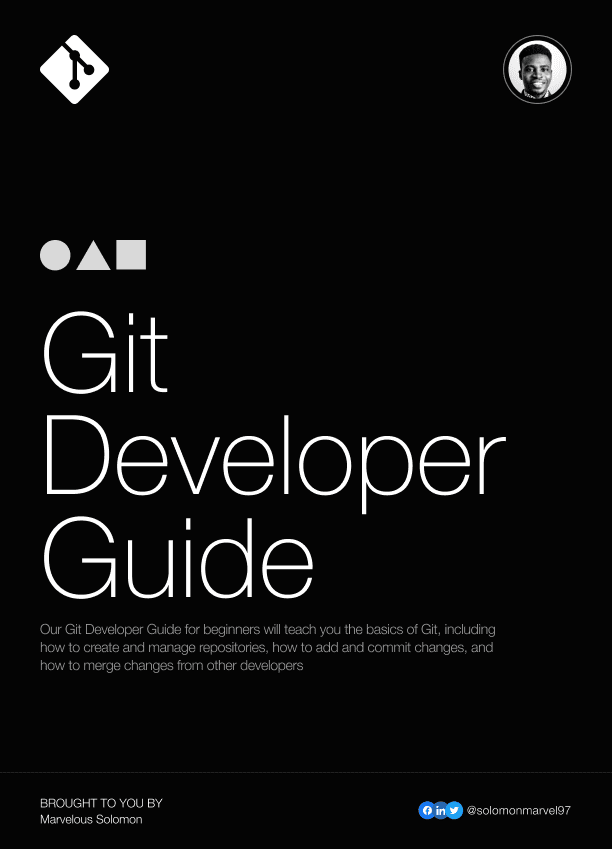 Git
Developer
Guide
Our Git Developer Guide for beginners will teach you the basics of Git, including
how to create and manage repositories, how to add and commit changes, and
how to merge changes from other developers
BROUGHT TO YOU BY
Marvelous Solomon
@solomonmarvel97